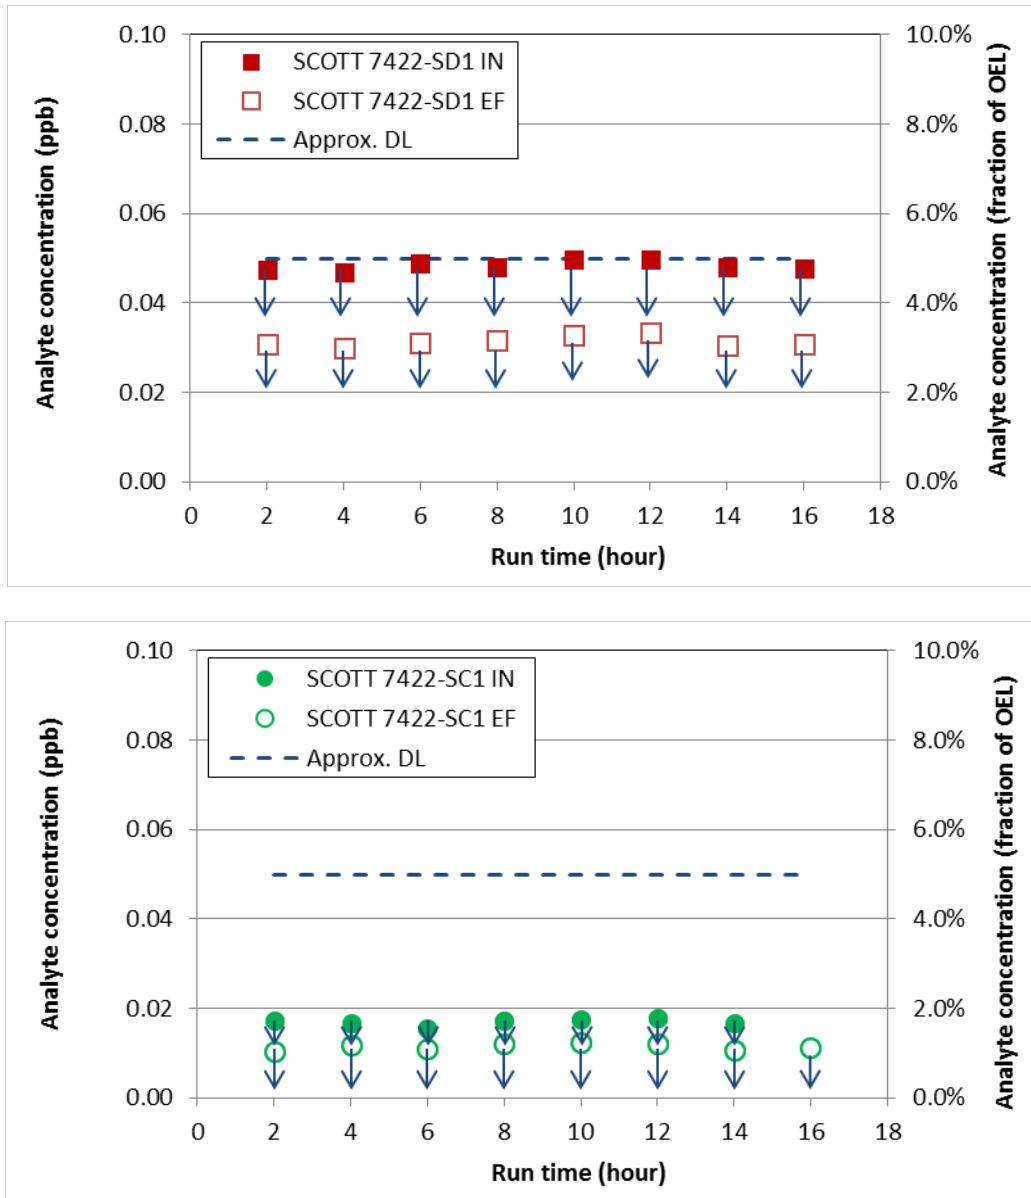 0.10
0.08
0.06
0.04
0.02
0.00
Analyte concentration (ppb)
SCOTT 7422-SD1 IN
SCOTT 7422-SD1 EF
Approx. DL
10.0%
8.0%
6.0%
4.0%
2.0%
0.0%
Analyte concentration (fraction of OEL)
0 2 4 6 8 10 12 14 16 18
Run time (hour)
0.10
0.08
0.06
0.04
0.02
0.00
Analyte concentration (ppb)
SCOTT 7422-SC1 IN
SCOTT 7422-SC1 EF
Approx. DL
10.0%
8.0%
6.0%
4.0%
2.0%
0.0%
Analyte concentration (fraction of OEL)
0 2 4 6 8 10 12 14 16 18
Run time (hour)